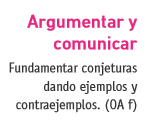 Argumentar y
comunicar
Fundamentar conjeturas
dando ejemplos y
contraejemplos. (OA f)